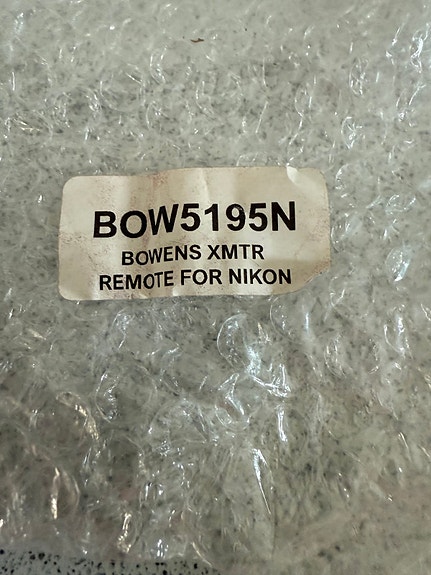 BOW5195N
BOWENS XMTR
REMOTE FOR NIKON